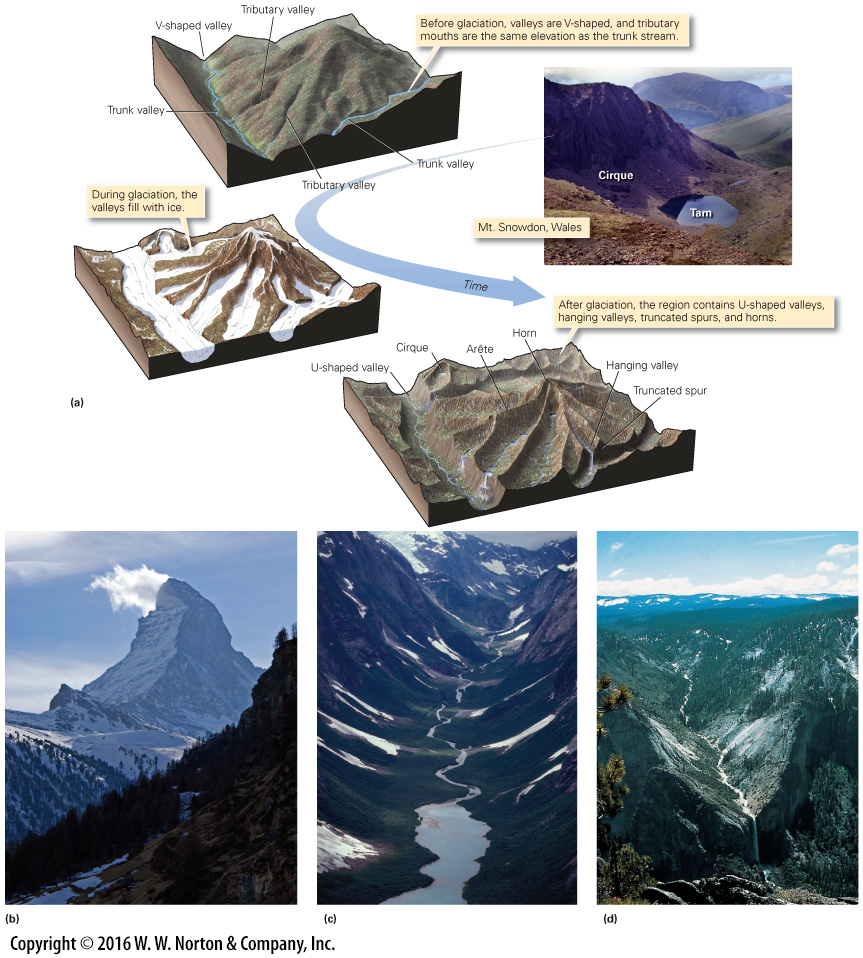 Tributary valley
V-shaped valley
Before glaciation, valleys are V-shaped, and tributary
mouths are the same elevation as the trunk stream.
Trunk valley
Trunk valley
Tributary valley
During glaciation, the
valleys fill with ice.
Cirque
Tarn
Mt. Snowdon, Wales
Time
After glaciation, the region contains U-shaped valleys,
hanging valleys, truncated spurs, and horns.
Horn
Cirque
Arête
U-shaped valley
Hanging valley
Truncated spur
(a)
(b)
(c)
(d)
Copyright © 2016 W. W. Norton & Company, Inc.